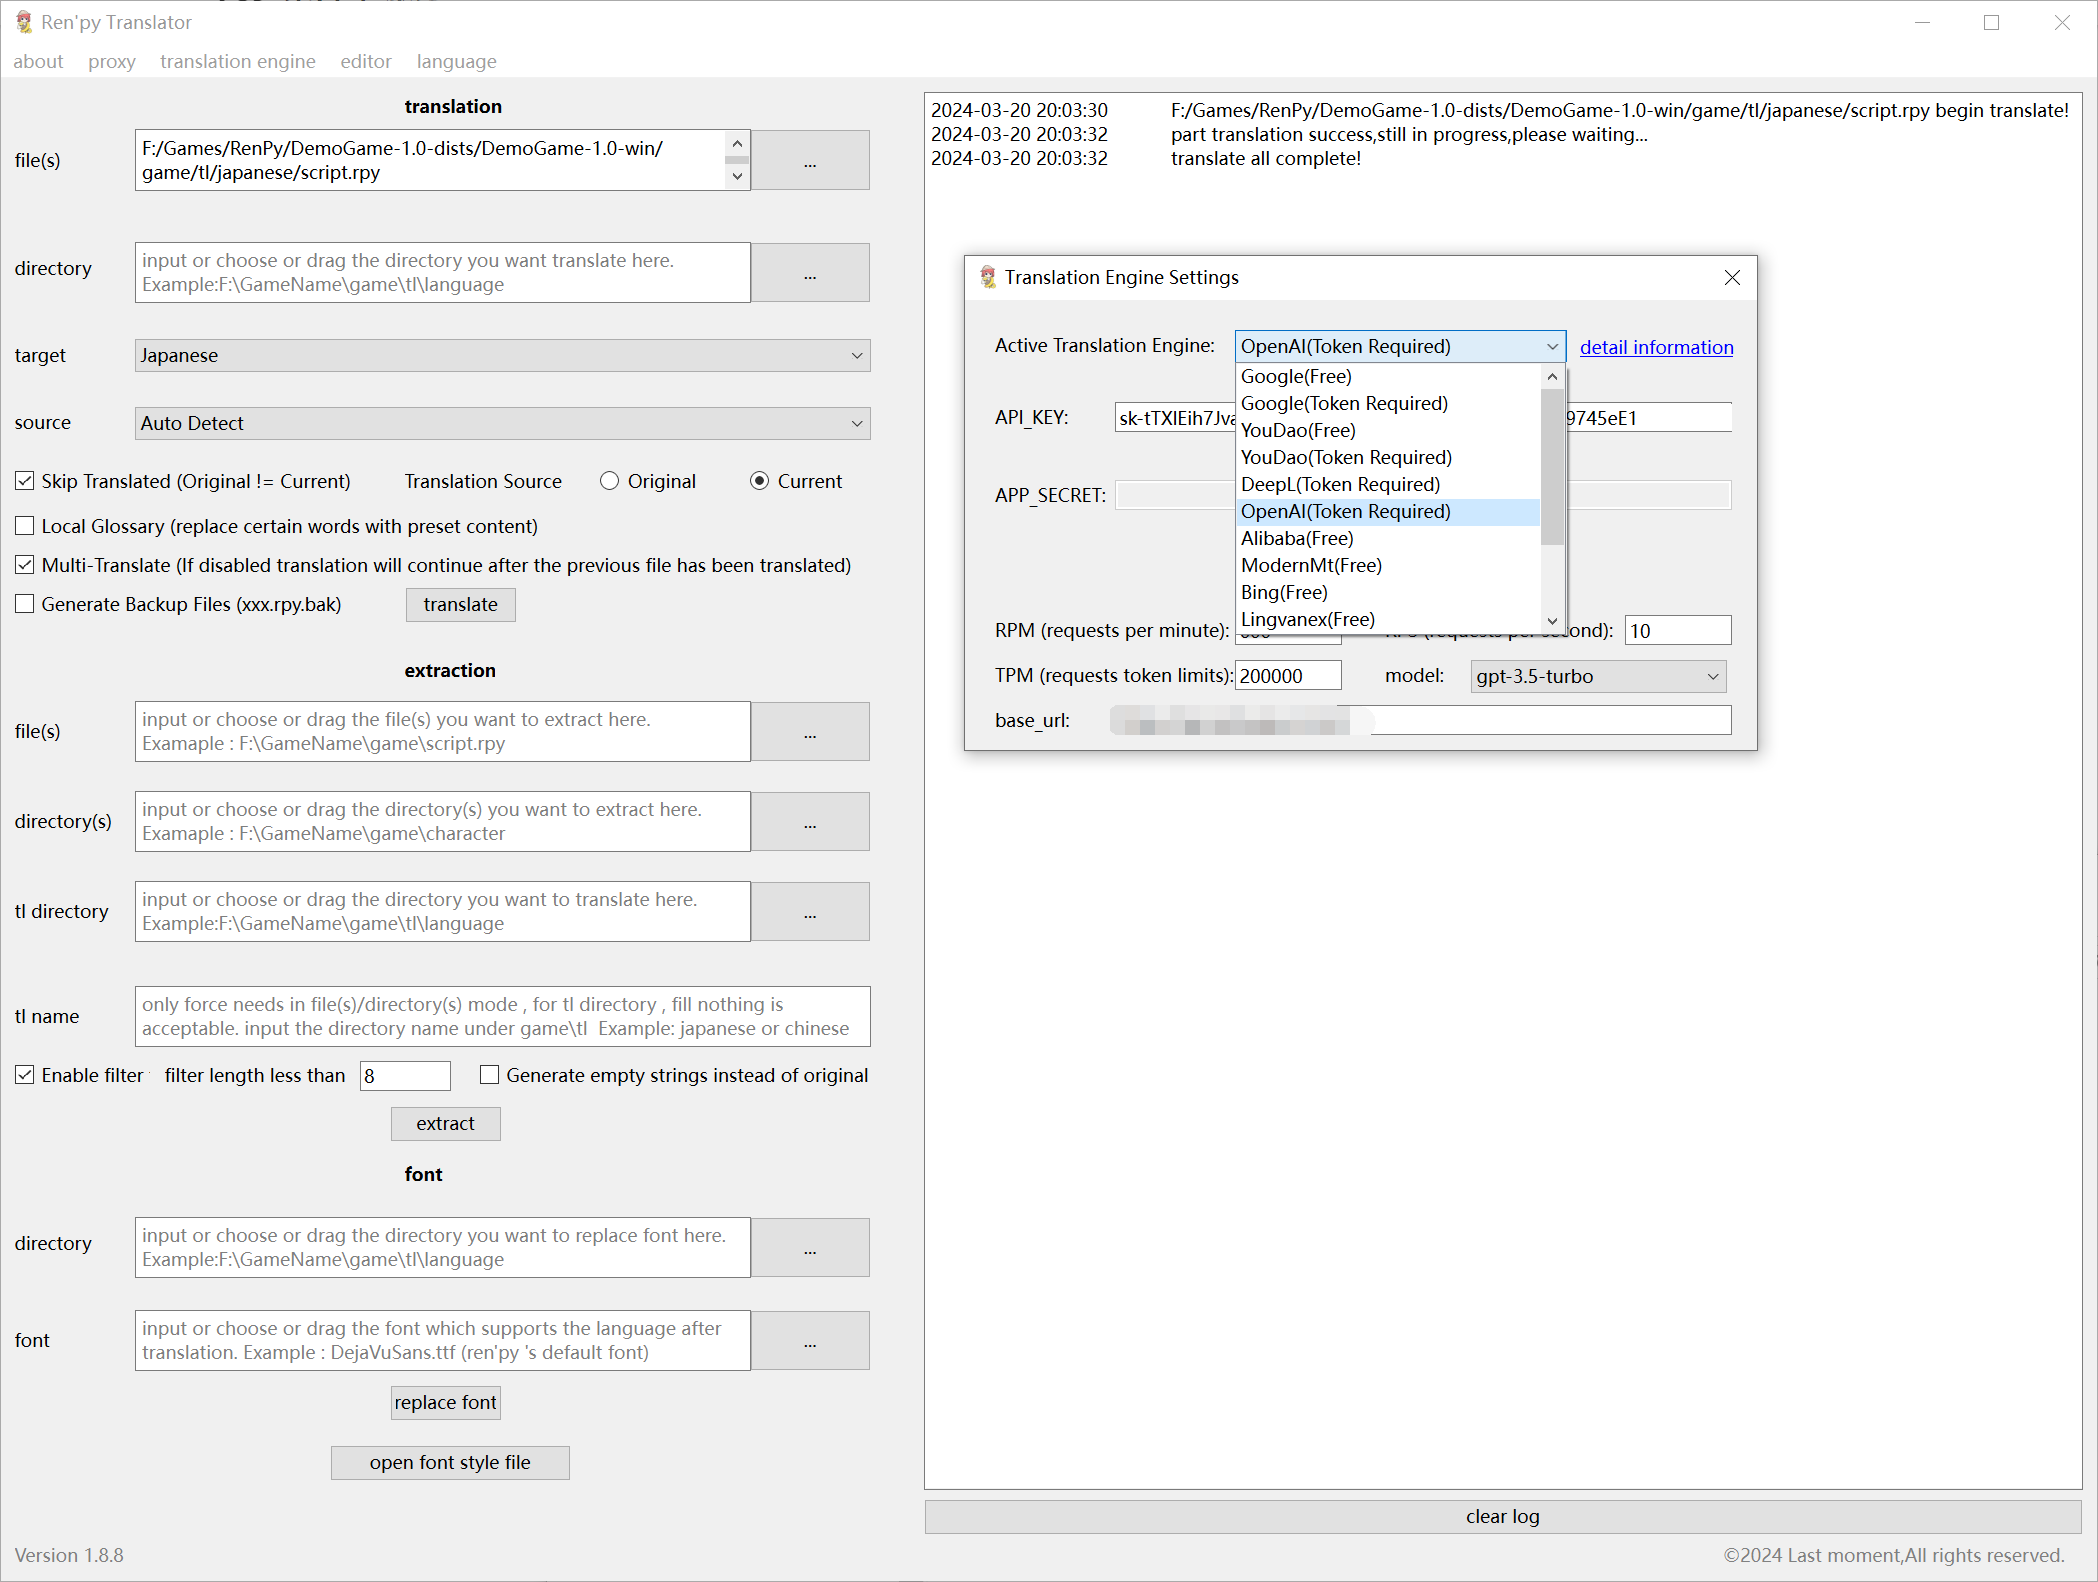 Ren'py Translator
about proxy translation engine editor language
translation
file(s)
F:/Games/RenPy/DemoGame-1.0-dists/DemoGame-1.0-win/
game/tl/japanese/script.rpy
...
directory
input or choose or drag the directory you want translate here.
Example:F:\GameName\game\tl\language
...
target
Japanese
source
Auto Detect
Skip Translated (Original != Current) Translation Source Original Current
Local Glossary (replace certain words with preset content)
Multi-Translate (If disabled translation will continue after the previous file has been translated)
Generate Backup Files (xxx.rpy.bak) translate
extraction
file(s)
input or choose or drag the file(s) you want to extract here.
Examaple : F:\GameName\game\script.rpy
...
directory(s)
input or choose or drag the directory(s) you want to extract here.
Examaple : F:\GameName\game\character
...
tl directory
input or choose or drag the directory you want to translate here.
Example:F:\GameName\game\tl\language
...
tl name
only force needs in file(s)/directory(s) mode , for tl directory , fill nothing is
acceptable. input the directory name under game\tl  Example: japanese or chinese
Enable filter filter length less than 8 Generate empty strings instead of original
extract
font
directory
input or choose or drag the directory you want to replace font here.
Example:F:\GameName\game\tl\language
...
font
input or choose or drag the font which supports the language after
translation. Example : DejaVuSans.ttf (ren'py 's default font)
...
replace font
open font style file
Version 1.8.8
2024-03-20 20:03:30 F:/Games/RenPy/DemoGame-1.0-dists/DemoGame-1.0-win/game/tl/japanese/script.rpy begin translate!
2024-03-20 20:03:32 part translation success,still in progress,please waiting...
2024-03-20 20:03:32 translate all complete!
Translation Engine Settings
Active Translation Engine: OpenAI(Token Required) detail information
Google(Free)
Google(Token Required)
YouDao(Free)
YouDao(Token Required)
DeepL(Token Required)
OpenAI(Token Required)
Alibaba(Free)
ModernMt(Free)
Bing(Free)
Lingvanex(Free)
API_KEY:
APP_SECRET:
RPM (requests per minute): 10
TPM (requests token limits): 200000 model: gpt-3.5-turbo
base_url:
clear log
©2024 Last moment,All rights reserved.